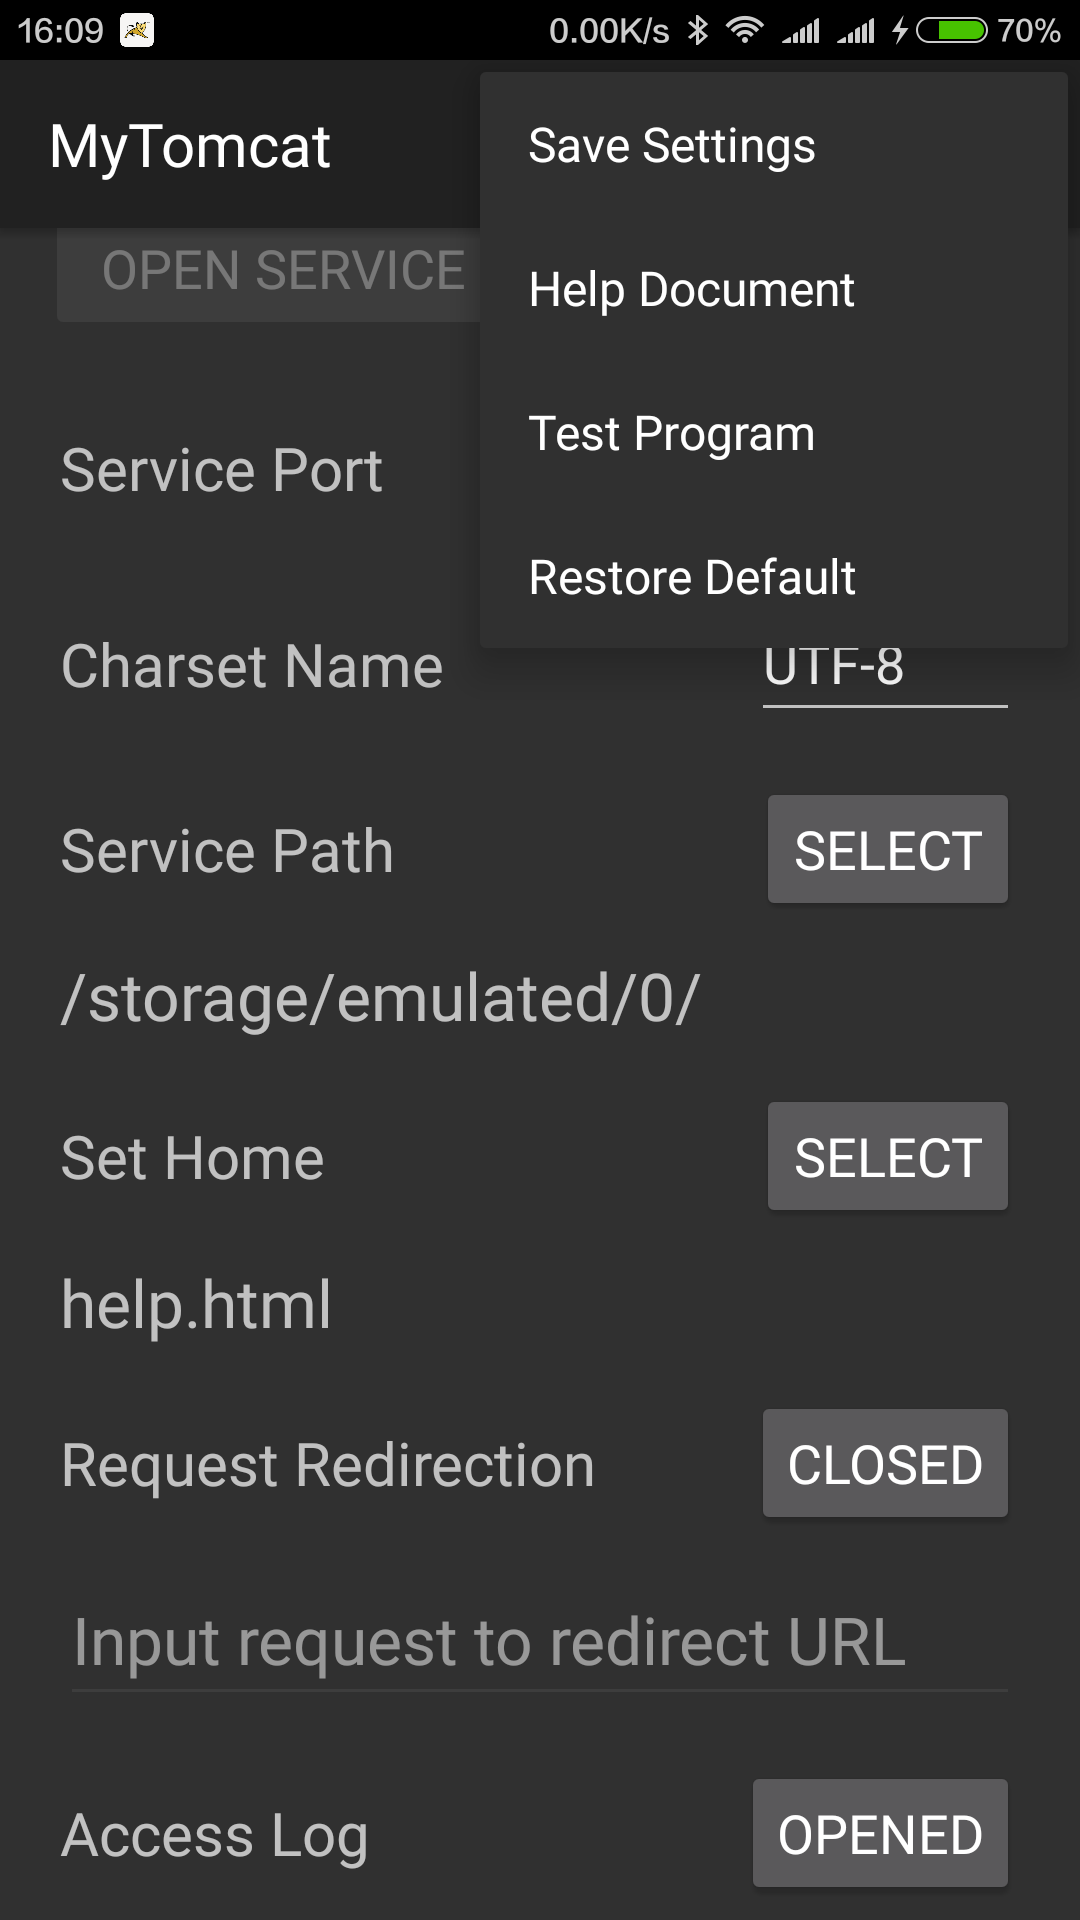 16:09 0.00K/s 70%
MyTomcat
Save Settings
Help Document
Test Program
Restore Default
OPEN SERVICE
Service Port
Charset Name UTF-8
Service Path SELECT
/storage/emulated/0/
Set Home SELECT
help.html
Request Redirection CLOSED
Input request to redirect URL
Access Log OPENED